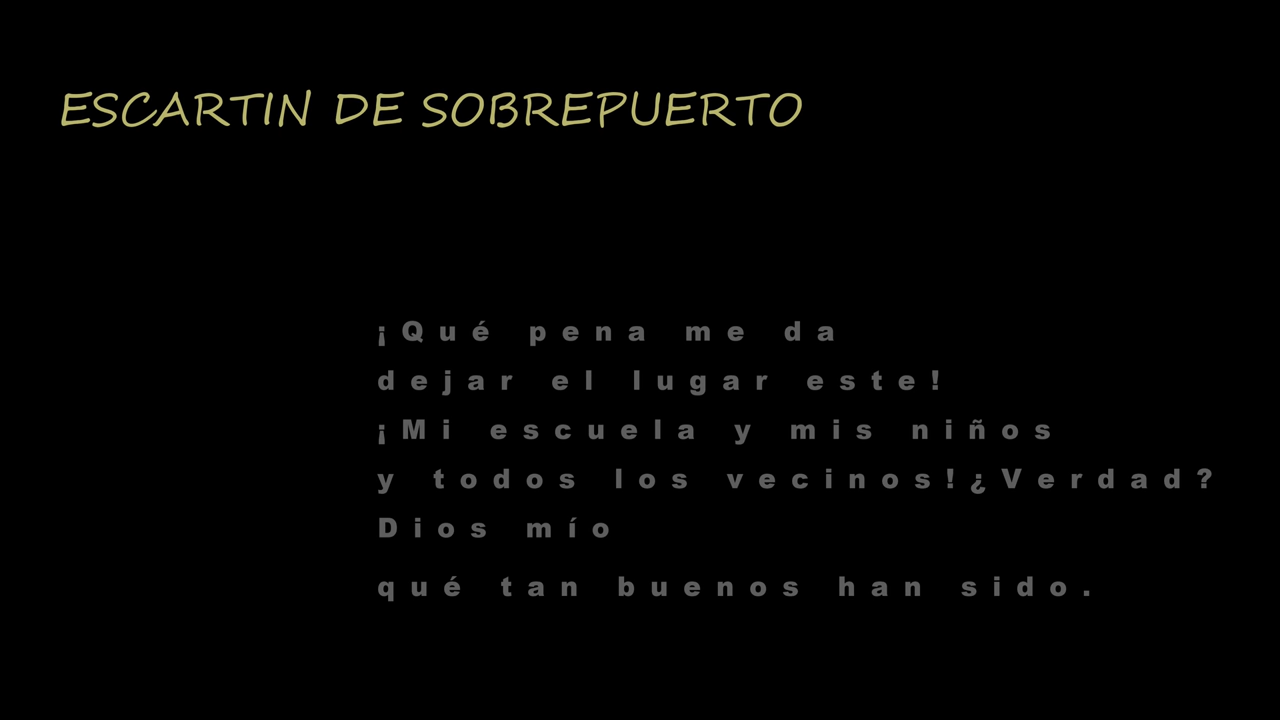 ESCARTIN DE SOBREPUERTO
¡Qué pena me da
dejar el lugar este!
¡Mi escuela y mis niños
y todos los vecinos!¿Verdad?
Dios mío
qué tan buenos han sido.